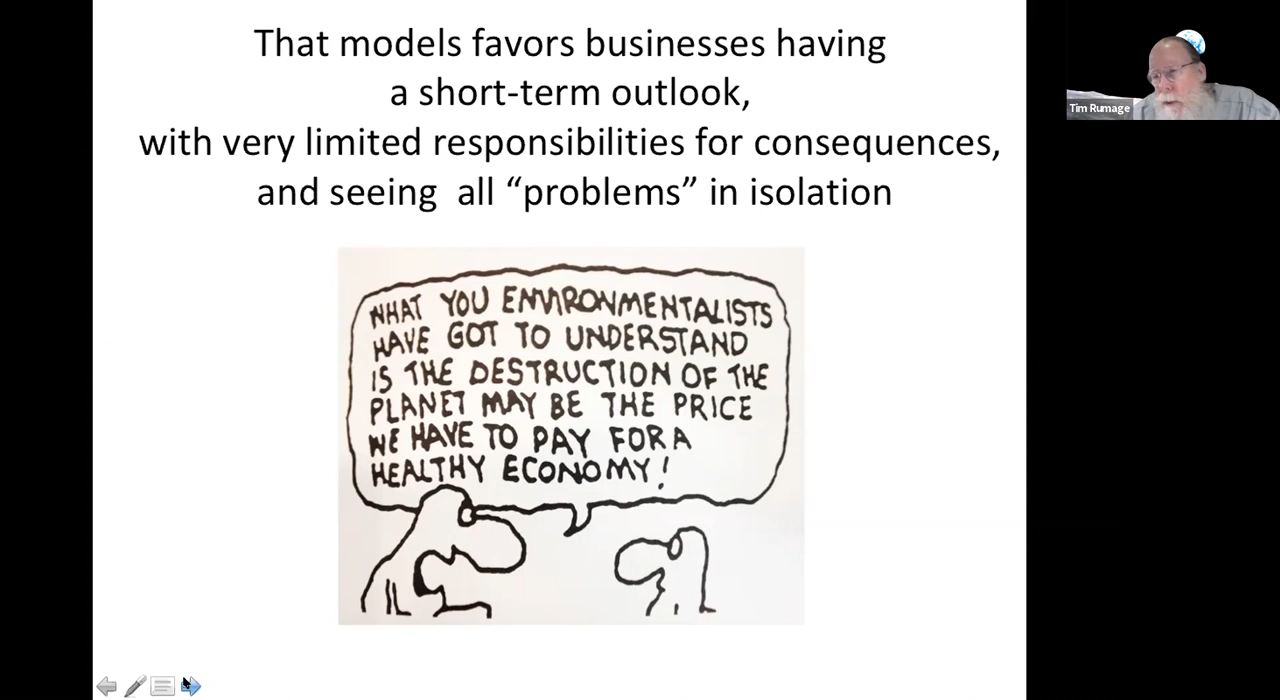 That models favors businesses having
a short-term outlook,
with very limited responsibilities for consequences,
and seeing  all “problems” in isolation
Tim Rumage
WHAT YOU ENVIRONMENTALISTS
HAVE GOT TO UNDERSTAND
IS THE DESTRUCTION OF THE
PLANET MAY BE THE PRICE
WE HAVE TO PAY FOR A
HEALTHY ECONOMY!